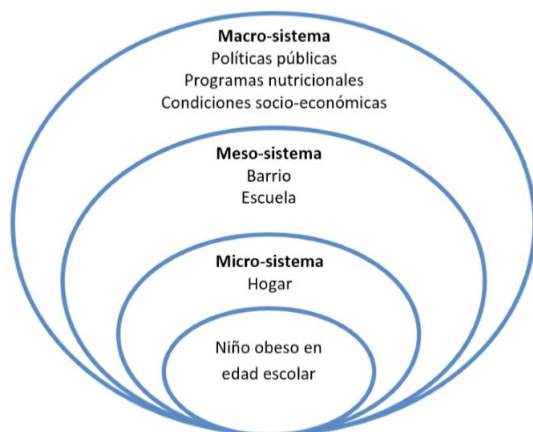 Macro-sistema
Políticas públicas
Programas nutricionales
Condiciones socio-económicas
Meso-sistema
Barrio
Escuela
Micro-sistema
Hogar
Niño obeso en
edad escolar